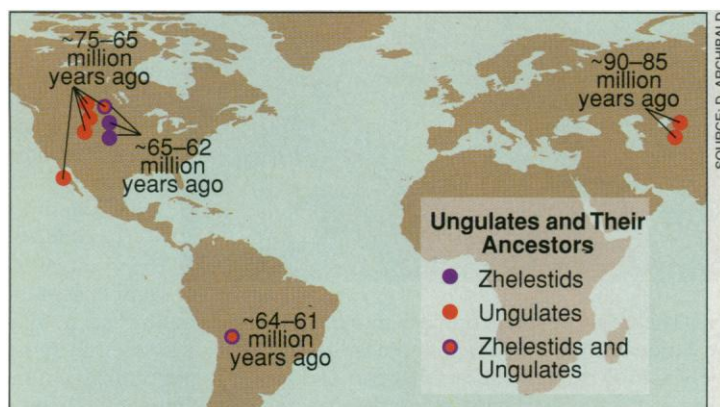 ~75–65
million
years ago
~65–62
million
years ago
~90–85
million
years ago
~64–61
million
years ago
Ungulates and Their
Ancestors
Zhelestids
Ungulates
Zhelestids and
Ungulates
SOURCE: D. ARCHIBALD